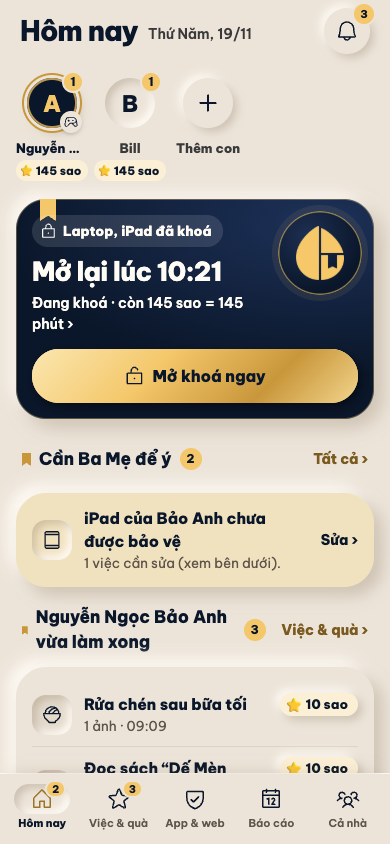 Hôm nay Thứ Năm, 19/11
3
A 1
B 1
Nguyễn ...
Bill
Thêm con
145 sao
145 sao
Laptop, iPad đã khoá
Mở lại lúc 10:21
Đang khoá · còn 145 sao = 145
phút ›
Mở khoá ngay
Cần Ba Mẹ để ý 2
Tất cả ›
iPad của Bảo Anh chưa
được bảo vệ
1 việc cần sửa (xem bên dưới).
Sửa ›
Nguyễn Ngọc Bảo Anh
vừa làm xong
3
Việc & quà ›
Rửa chén sau bữa tối
1 ảnh · 09:09
10 sao
Đọc sách “Dế Mèn
10 sao
2
3
12
Hôm nay
Việc & quà
App & web
Báo cáo
Cả nhà